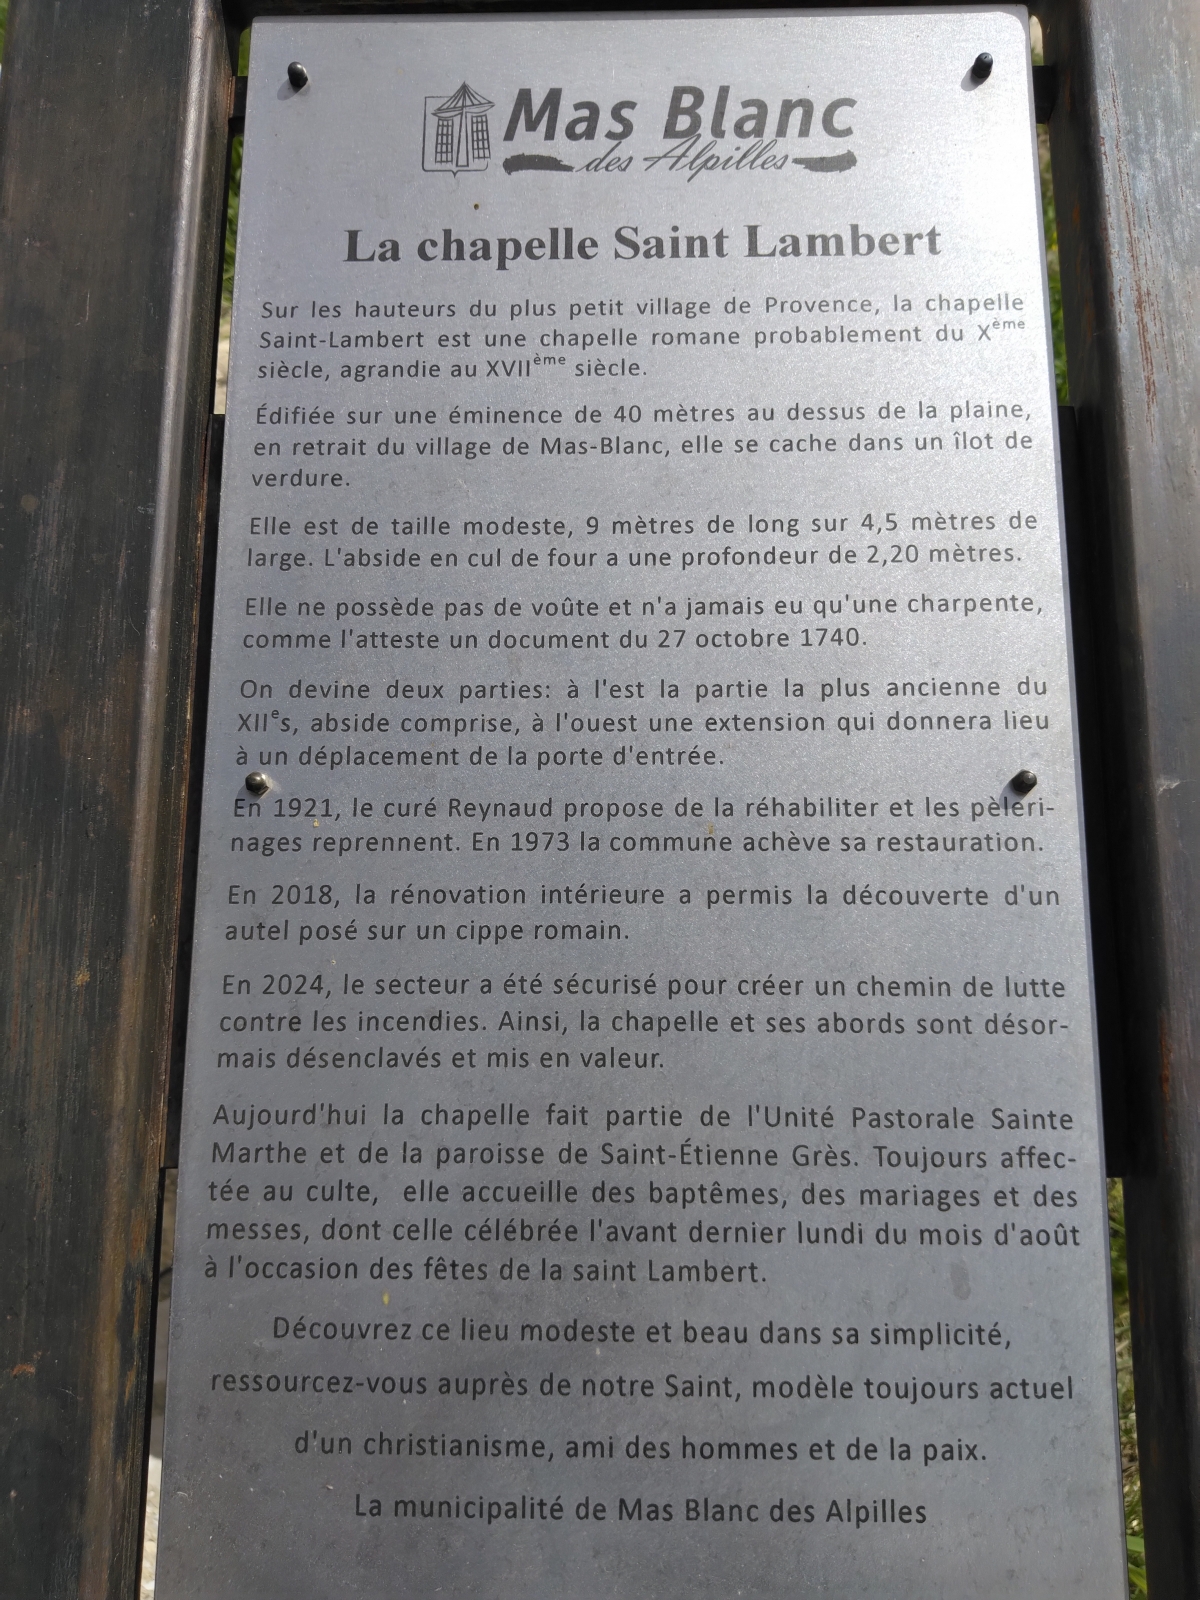 Mas Blanc
des Alpilles
La chapelle Saint Lambert
Sur les hauteurs du plus petit village de Provence, la chapelle
Saint-Lambert est une chapelle romane probablement du Xème
siècle, agrandie au XVIIème siècle.
Édifiée sur une éminence de 40 mètres au dessus de la plaine,
en retrait du village de Mas-Blanc, elle se cache dans un îlot de
verdure.
Elle est de taille modeste, 9 mètres de long sur 4,5 mètres de
large. L'abside en cul de four a une profondeur de 2,20 mètres.
Elle ne possède pas de voûte et n'a jamais eu qu'une charpente,
comme l'atteste un document du 27 octobre 1740.
On devine deux parties: à l'est la partie la plus ancienne du
XIIes, abside comprise, à l'ouest une extension qui donnera lieu
à un déplacement de la porte d'entrée.
En 1921, le curé Reynaud propose de la réhabiliter et les pèleri-
nages reprennent. En 1973 la commune achève sa restauration.
En 2018, la rénovation intérieure a permis la découverte d'un
autel posé sur un cippe romain.
En 2024, le secteur a été sécurisé pour créer un chemin de lutte
contre les incendies. Ainsi, la chapelle et ses abords sont désor-
mais désenclavés et mis en valeur.
Aujourd'hui la chapelle fait partie de l'Unité Pastorale Sainte
Marthe et de la paroisse de Saint-Étienne Grès. Toujours affec-
tée au culte, elle accueille des baptêmes, des mariages et des
messes, dont celle célébrée l'avant dernier lundi du mois d'août
à l'occasion des fêtes de la saint Lambert.
Découvrez ce lieu modeste et beau dans sa simplicité,
ressourcez-vous auprès de notre Saint, modèle toujours actuel
d'un christianisme, ami des hommes et de la paix.
La municipalité de Mas Blanc des Alpilles